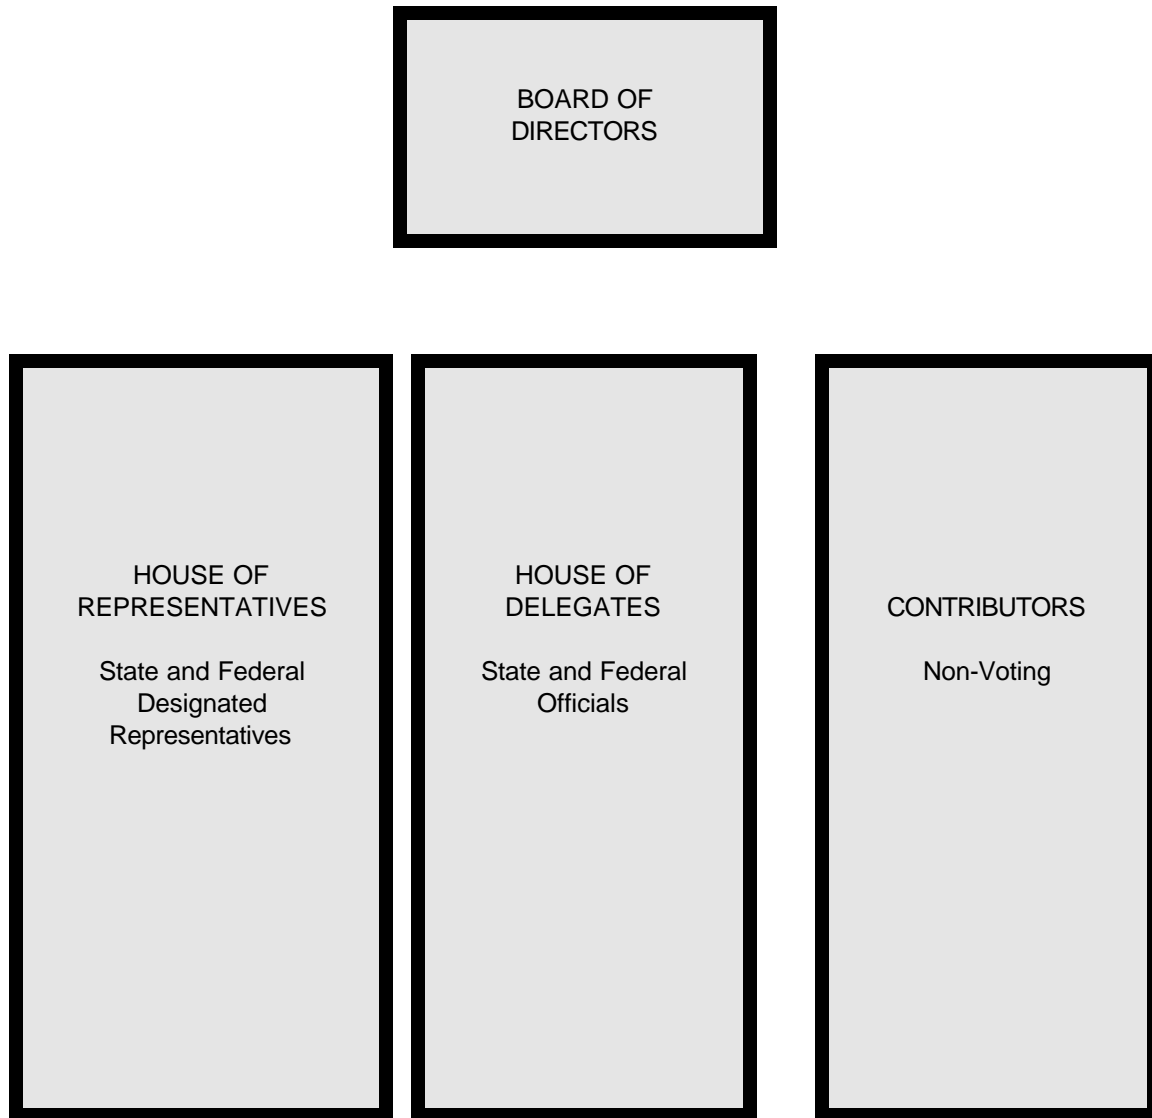 BOARD OF
DIRECTORS
HOUSE OF
REPRESENTATIVES
State and Federal
Designated
Representatives
HOUSE OF
DELEGATES
State and Federal
Officials
CONTRIBUTORS
Non-Voting